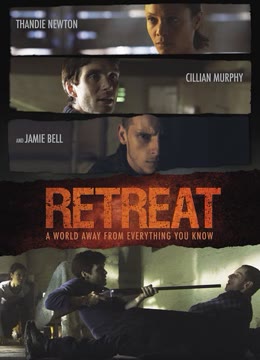 THANDIE NEWTON
CILLIAN MURPHY
AND JAMIE BELL
RETREAT
A WORLD AWAY FROM EVERYTHING YOU KNOW